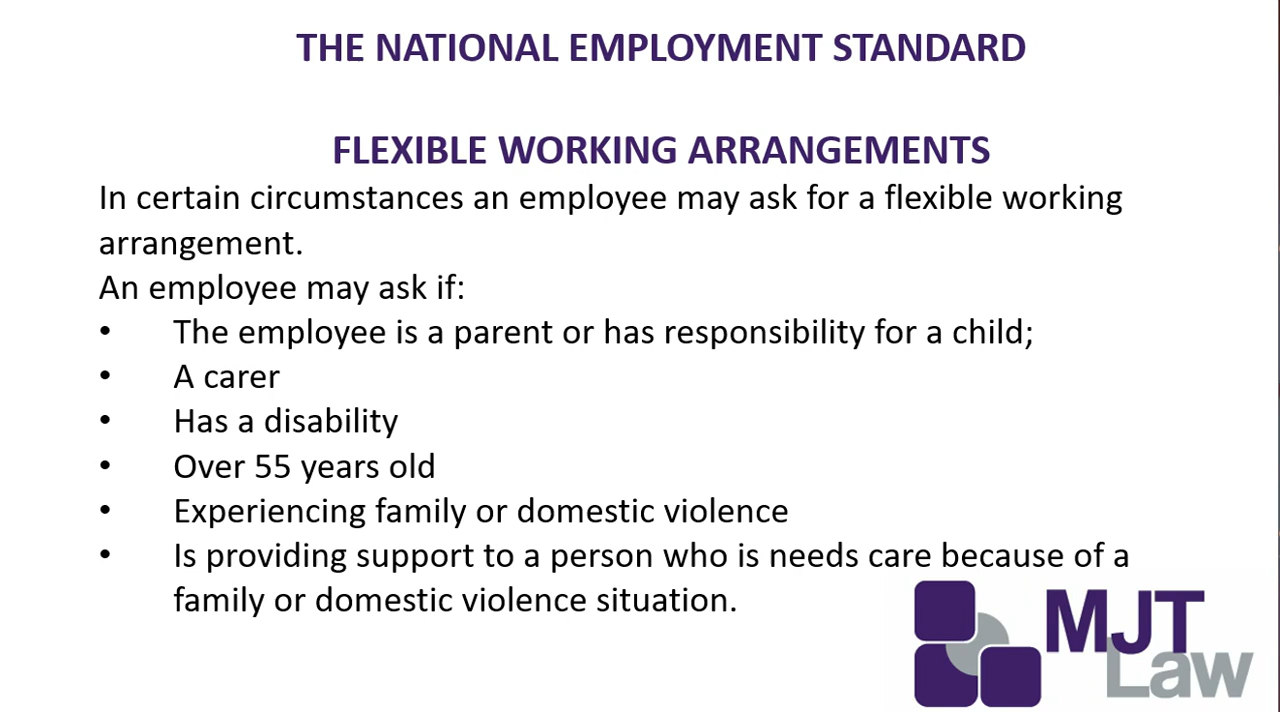 THE NATIONAL EMPLOYMENT STANDARD
FLEXIBLE WORKING ARRANGEMENTS
In certain circumstances an employee may ask for a flexible working
arrangement.
An employee may ask if:
• The employee is a parent or has responsibility for a child;
• A carer
• Has a disability
• Over 55 years old
• Experiencing family or domestic violence
• Is providing support to a person who is needs care because of a
family or domestic violence situation.
MJT
Law